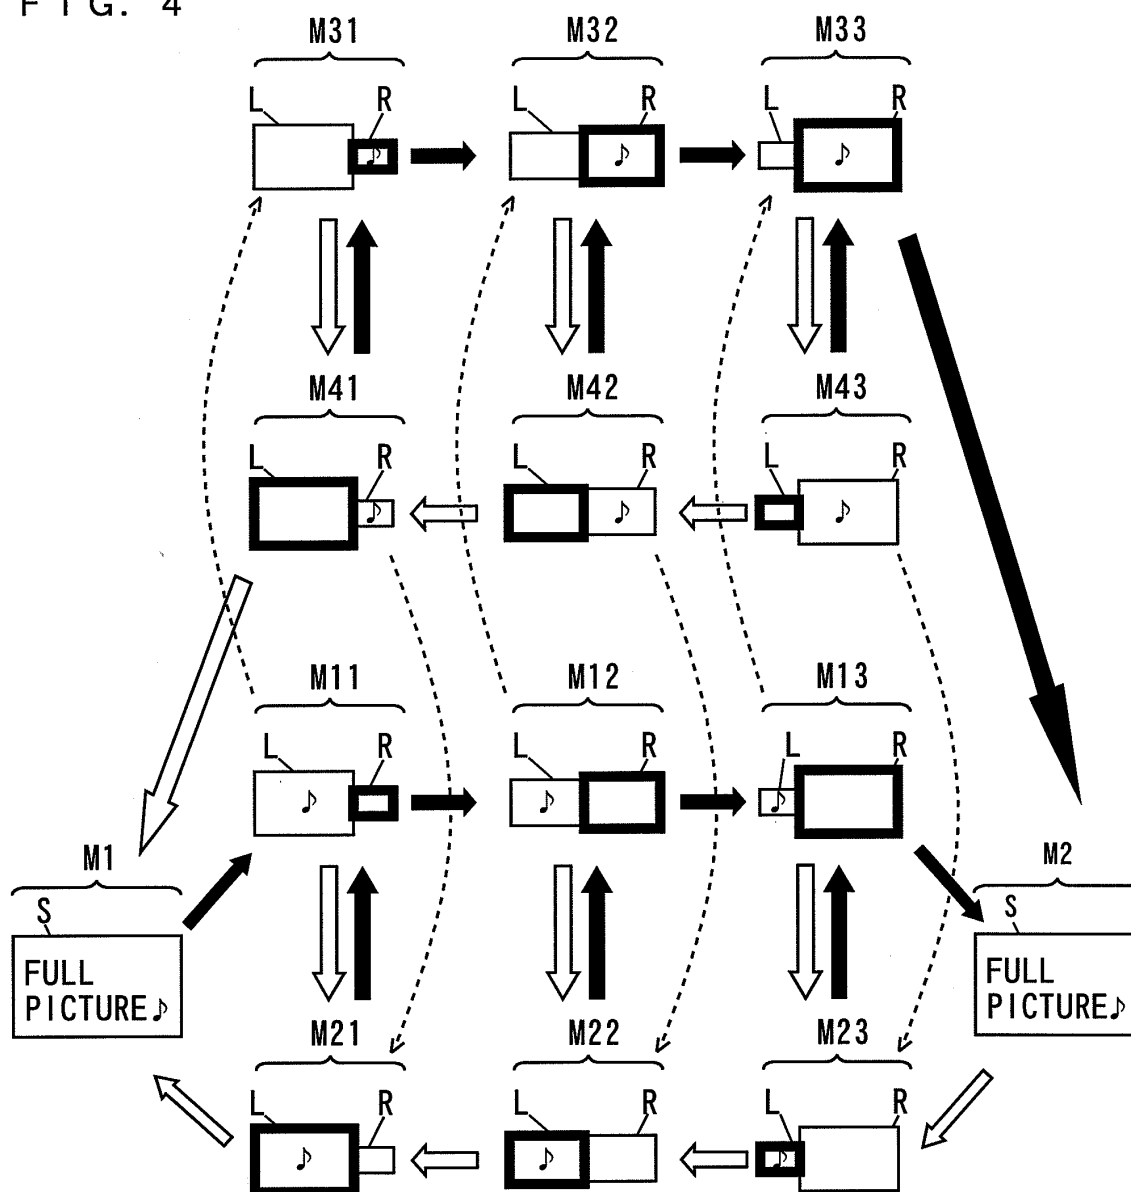 FIG. 4
M31 M32 M33
L R L R L R
♪ ♪ ♪
M41 M42 M43
L R L R L R
♪ ♪ ♪
M11 M12 M13
L R L R L R
♪ ♪ ♪
M1 M2
S S
FULL FULL
PICTURE♪ PICTURE♪
M21 M22 M23
L R L R L R
♪ ♪ ♪